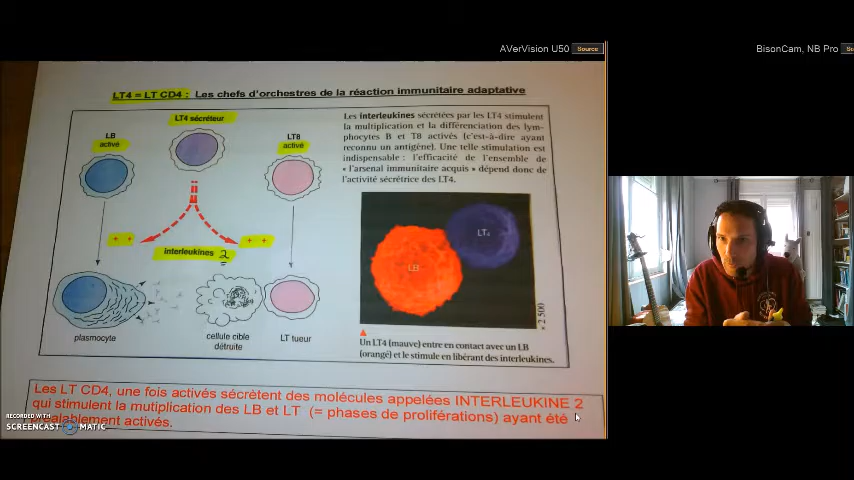 AVerVision U50 Source
BisonCam, NB Pro
LT4 = LT CD4 : Les chefs d'orchestres de la réaction immunitaire adaptative
LT4 sécréteur
LB
activé
LT8
activé
+ +
+ +
interleukines 2
plasmocyte
cellule cible
détruite
LT tueur
Les interleukines sécrétées par les LT4 stimulent
la multiplication et la différenciation des lym-
phocytes B et T8 activés (c'est-à-dire ayant
reconnu un antigène). Une telle stimulation est
indispensable : l'efficacité de l'ensemble de
« l'arsenal immunitaire acquis » dépend donc de
l'activité sécrétrice des LT4.
LB
LT4
× 2 500
Un LT4 (mauve) entre en contact avec un LB
(orangé) et le stimule en libérant des interleukines.
Les LT CD4, une fois activés sécrètent des molécules appelées INTERLEUKINE 2
qui stimulent la mutiplication des LB et LT (= phases de proliférations) ayant été
préalablement activés.
RECORDED WITH
SCREENCAST MATIC